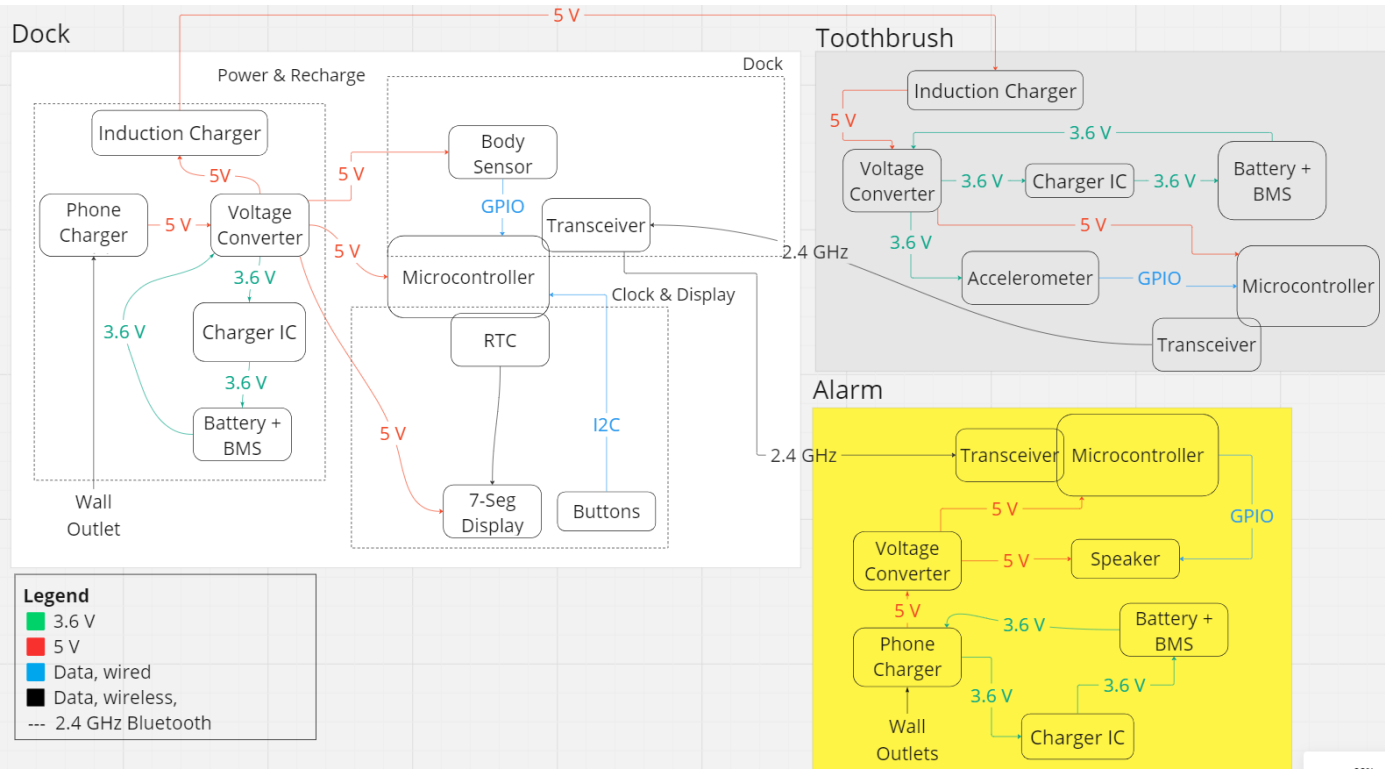 5 V
Dock
Power & Recharge
Dock
Induction Charger
Body
Sensor
5V
5 V
GPIO
Phone
Charger
5 V
Voltage
Converter
Transceiver
5 V
3.6 V
Microcontroller
Clock & Display
3.6 V
Charger IC
RTC
3.6 V
Battery +
BMS
5 V
I2C
Wall
Outlet
7-Seg
Display
Buttons
2.4 GHz
2.4 GHz
Toothbrush
Induction Charger
5 V
3.6 V
Voltage
Converter
3.6 V
Charger IC
3.6 V
Battery +
BMS
5 V
3.6 V
Accelerometer
GPIO
Microcontroller
Transceiver
Alarm
Transceiver
Microcontroller
5 V
GPIO
Voltage
Converter
5 V
Speaker
5 V
Battery +
BMS
3.6 V
Phone
Charger
3.6 V
3.6 V
Wall
Outlets
Charger IC
Legend
3.6 V
5 V
Data, wired
Data, wireless,
--- 2.4 GHz Bluetooth